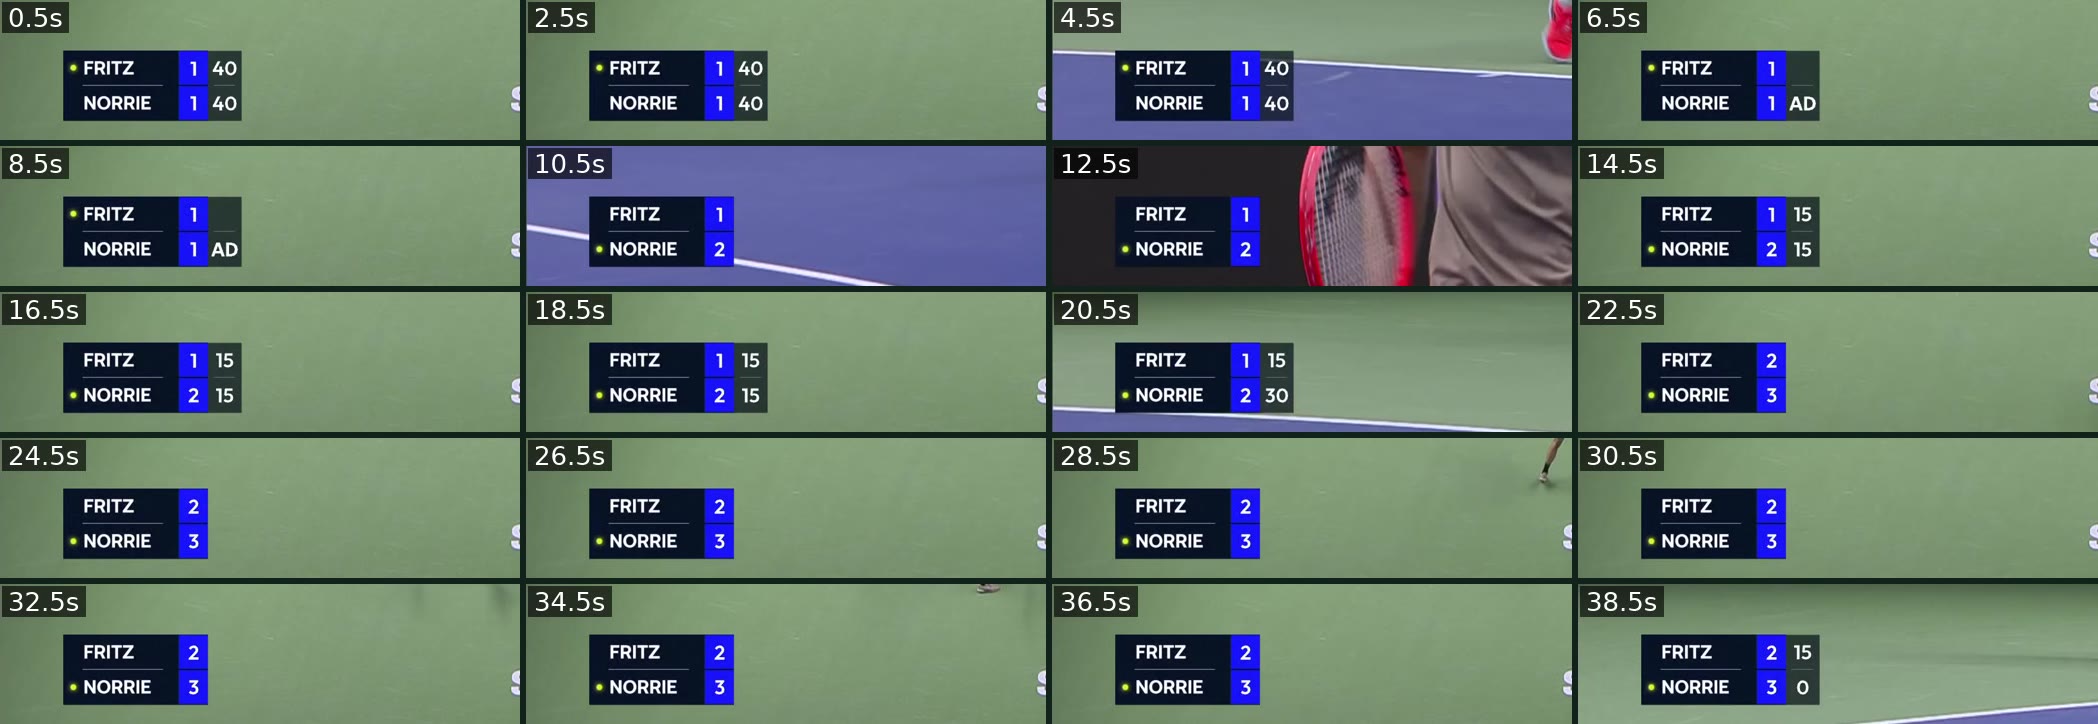 0.5s
FRITZ 1 40
NORRIE 1 40
2.5s
FRITZ 1 40
NORRIE 1 40
4.5s
FRITZ 1 40
NORRIE 1 40
6.5s
FRITZ 1
NORRIE 1 AD
8.5s
FRITZ 1
NORRIE 1 AD
10.5s
FRITZ 1
NORRIE 2
12.5s
FRITZ 1
NORRIE 2
14.5s
FRITZ 1 15
NORRIE 2 15
16.5s
FRITZ 1 15
NORRIE 2 15
18.5s
FRITZ 1 15
NORRIE 2 15
20.5s
FRITZ 1 15
NORRIE 2 30
22.5s
FRITZ 2
NORRIE 3
24.5s
FRITZ 2
NORRIE 3
26.5s
FRITZ 2
NORRIE 3
28.5s
FRITZ 2
NORRIE 3
30.5s
FRITZ 2
NORRIE 3
32.5s
FRITZ 2
NORRIE 3
34.5s
FRITZ 2
NORRIE 3
36.5s
FRITZ 2
NORRIE 3
38.5s
FRITZ 2 15
NORRIE 3 0